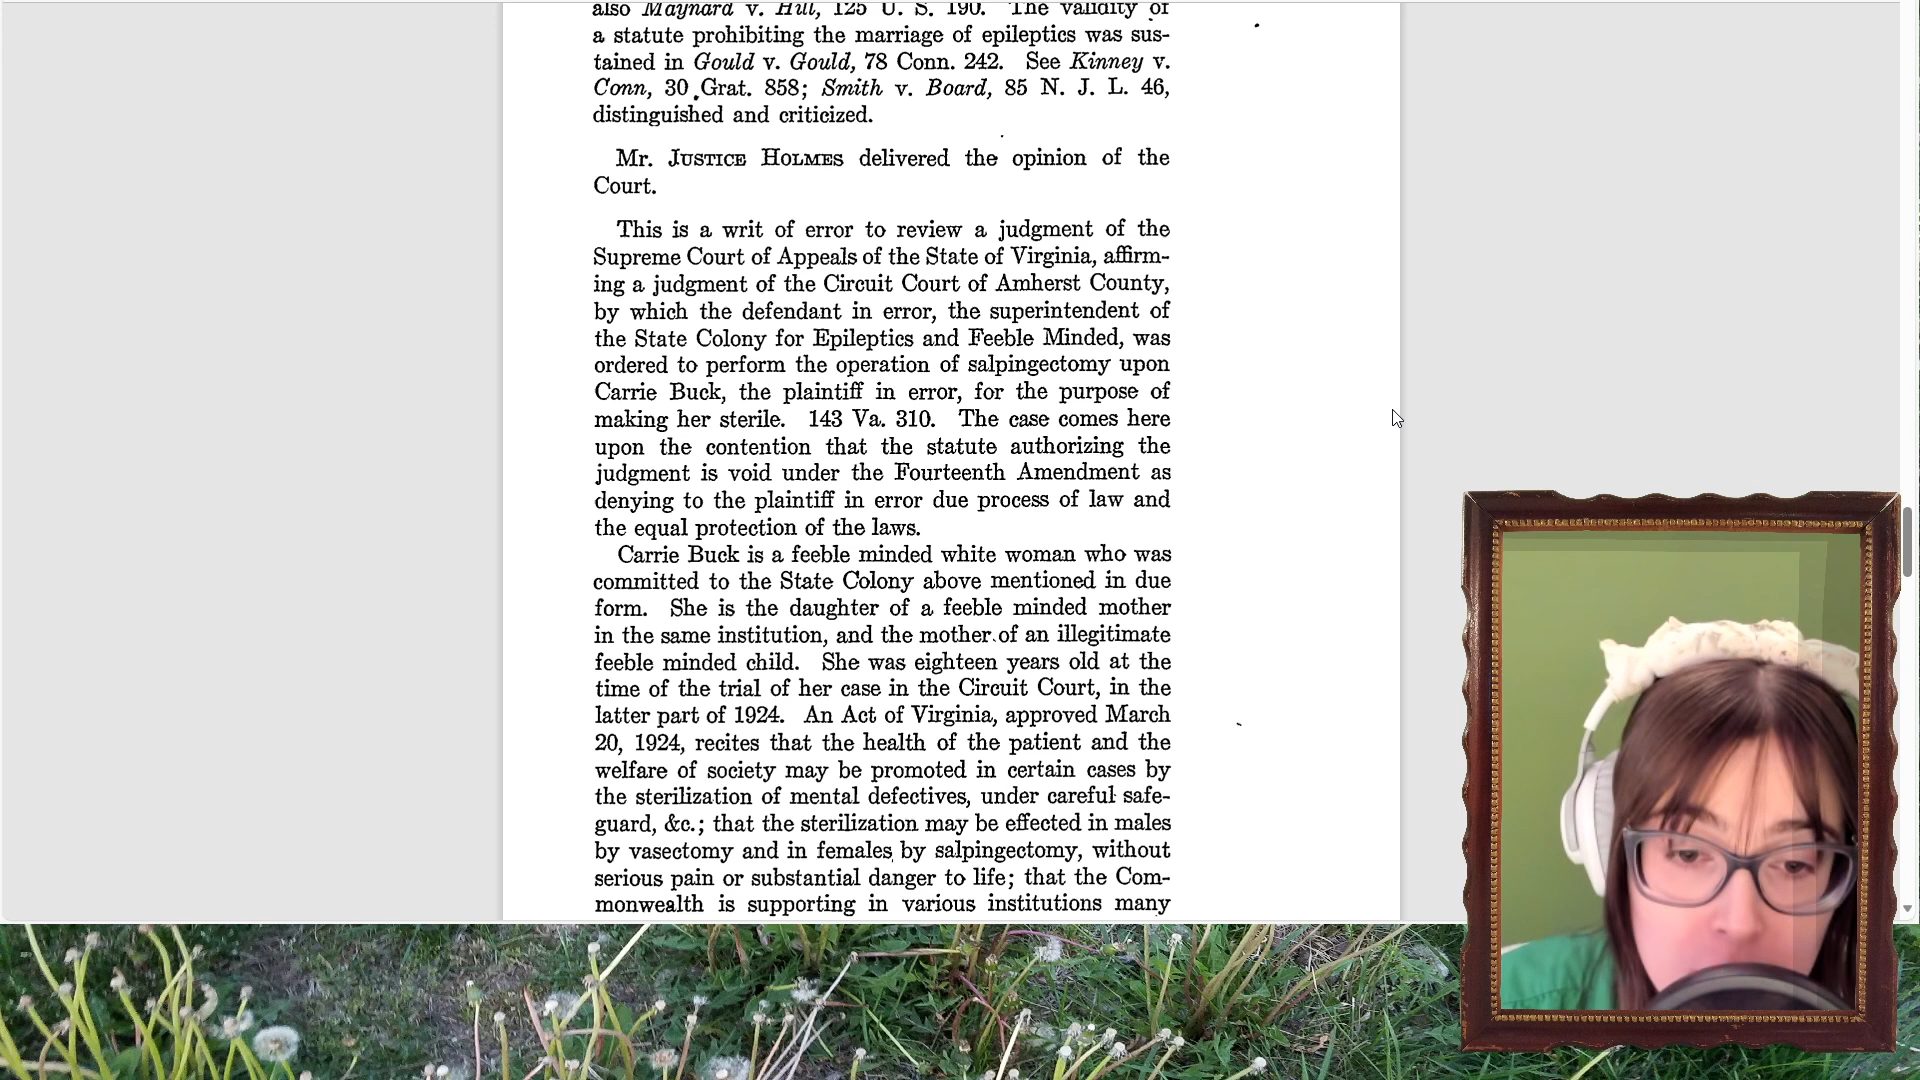 also Maynard v. Hill, 125 U. S. 190. The validity of
a statute prohibiting the marriage of epileptics was sus-
tained in Gould v. Gould, 78 Conn. 242. See Kinney v.
Conn, 30 Grat. 858; Smith v. Board, 85 N. J. L. 46,
distinguished and criticized.
Mr. JUSTICE HOLMES delivered the opinion of the
Court.
This is a writ of error to review a judgment of the
Supreme Court of Appeals of the State of Virginia, affirm-
ing a judgment of the Circuit Court of Amherst County,
by which the defendant in error, the superintendent of
the State Colony for Epileptics and Feeble Minded, was
ordered to perform the operation of salpingectomy upon
Carrie Buck, the plaintiff in error, for the purpose of
making her sterile. 143 Va. 310. The case comes here
upon the contention that the statute authorizing the
judgment is void under the Fourteenth Amendment as
denying to the plaintiff in error due process of law and
the equal protection of the laws.
Carrie Buck is a feeble minded white woman who was
committed to the State Colony above mentioned in due
form. She is the daughter of a feeble minded mother
in the same institution, and the mother of an illegitimate
feeble minded child. She was eighteen years old at the
time of the trial of her case in the Circuit Court, in the
latter part of 1924. An Act of Virginia, approved March
20, 1924, recites that the health of the patient and the
welfare of society may be promoted in certain cases by
the sterilization of mental defectives, under careful safe-
guard, &c.; that the sterilization may be effected in males
by vasectomy and in females by salpingectomy, without
serious pain or substantial danger to life; that the Com-
monwealth is supporting in various institutions many